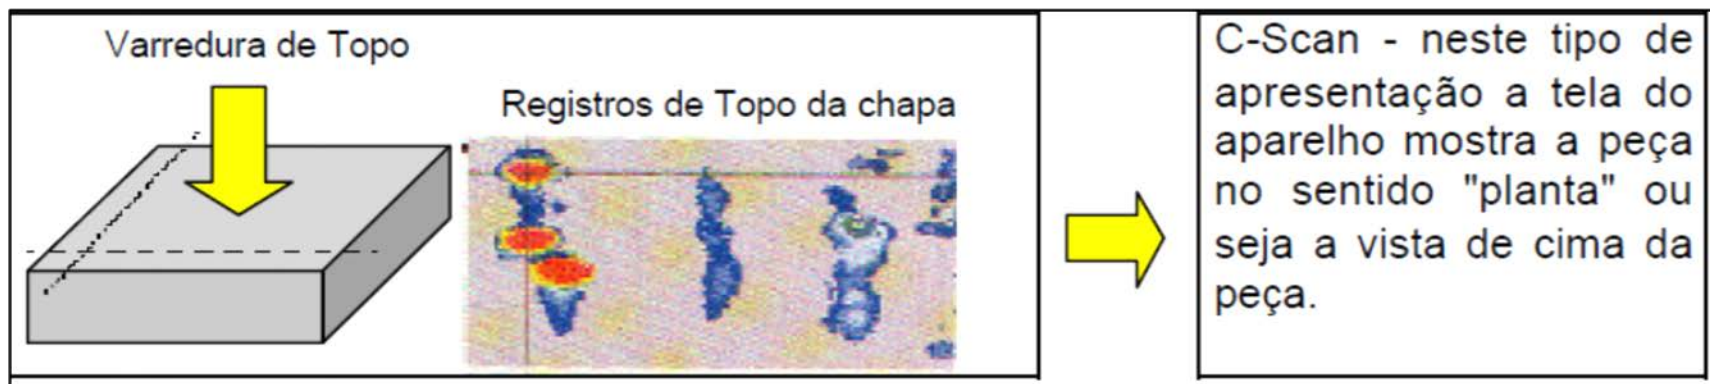 Varredura de Topo
Registros de Topo da chapa
C-Scan - neste tipo de
apresentação a tela do
aparelho mostra a peça
no sentido "planta" ou
seja a vista de cima da
peça.